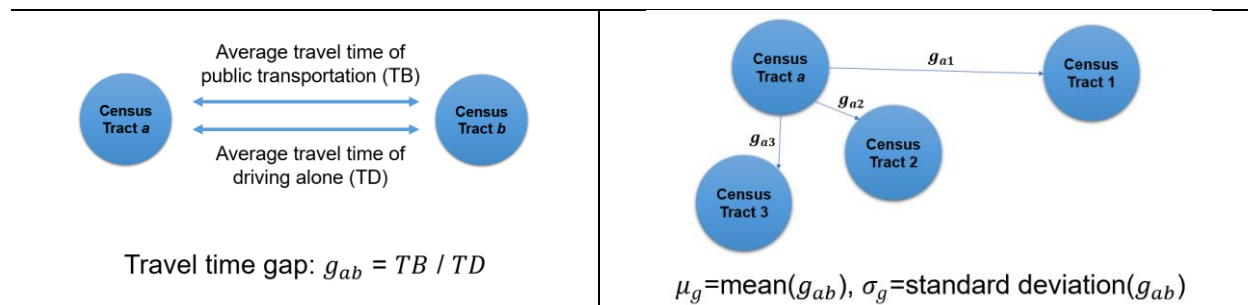 Average travel time of
public transportation (TB)
Census
Tract a
Census
Tract b
Average travel time of
driving alone (TD)
Travel time gap: g_ab = TB / TD
Census
Tract a
g_a1
Census
Tract 1
g_a2
g_a3
Census
Tract 2
Census
Tract 3
μ_g=mean(g_ab), σ_g=standard deviation(g_ab)